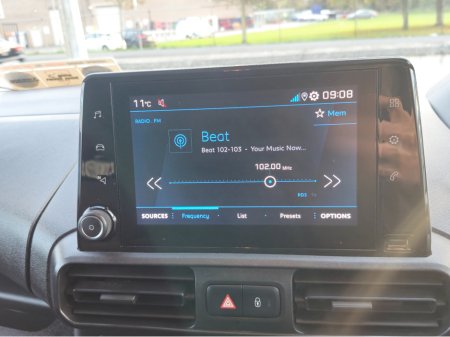 11°C 09:08
RADIO : FM
Mem
Beat
Beat 102-103 - Your Music Now...
102.00 MHz
SOURCES Frequency List Presets OPTIONS